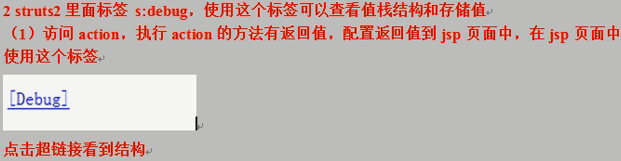 2 struts2 里面标签 s:debug，使用这个标签可以查看值栈结构和存储值
（1）访问 action，执行 action 的方法有返回值，配置返回值到 jsp 页面中，在 jsp 页面中
使用这个标签
[Debug]
点击超链接看到结构